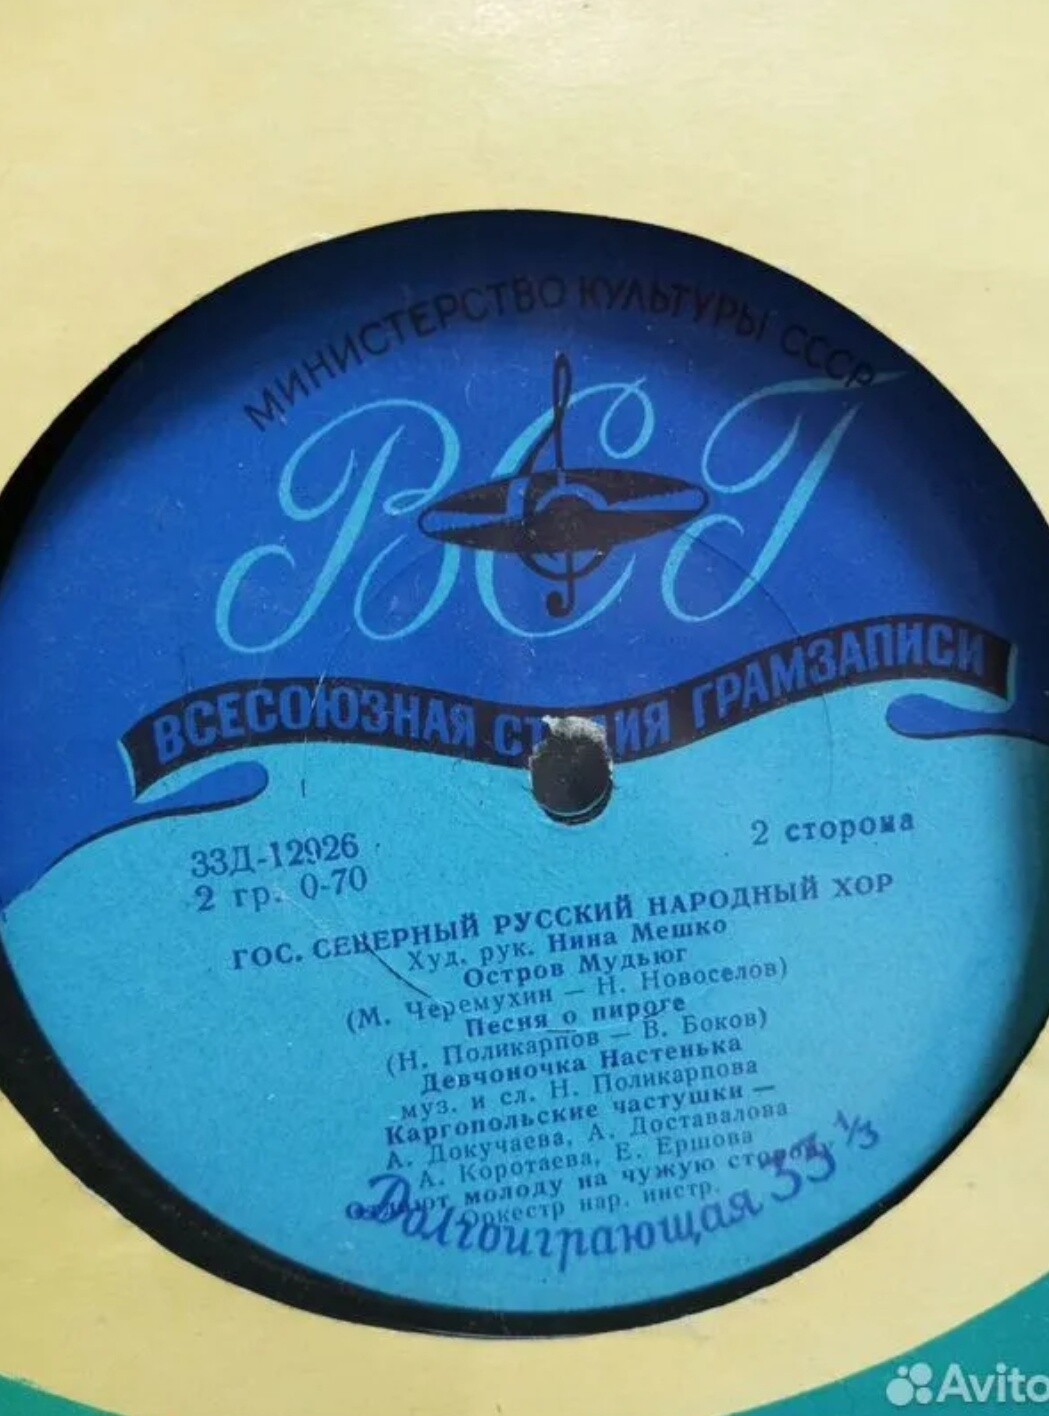 МИНИСТЕРСТВО КУЛЬТУРЫ СССР
ВСГ
ВСЕСОЮЗНАЯ СТУДИЯ ГРАМЗАПИСИ
33Д-12926
2 гр. 0-70
2 сторона
ГОС. СЕВЕРНЫЙ РУССКИЙ НАРОДНЫЙ ХОР
Худ. рук. Нина Мешко
Остров Мудьюг
(М. Черемухин — Н. Новоселов)
Песня о пироге
(Н. Поликарпов — В. Боков)
Девчоночка Настенька
муз. и сл. Н. Поликарпова
Каргопольские частушки —
А. Докучаева, А. Доставалова
А. Коротаева, Е. Ершова
Отдают молоду на чужую сторону
Оркестр нар. инстр.
Долгоиграющая 33 1/3
Avito